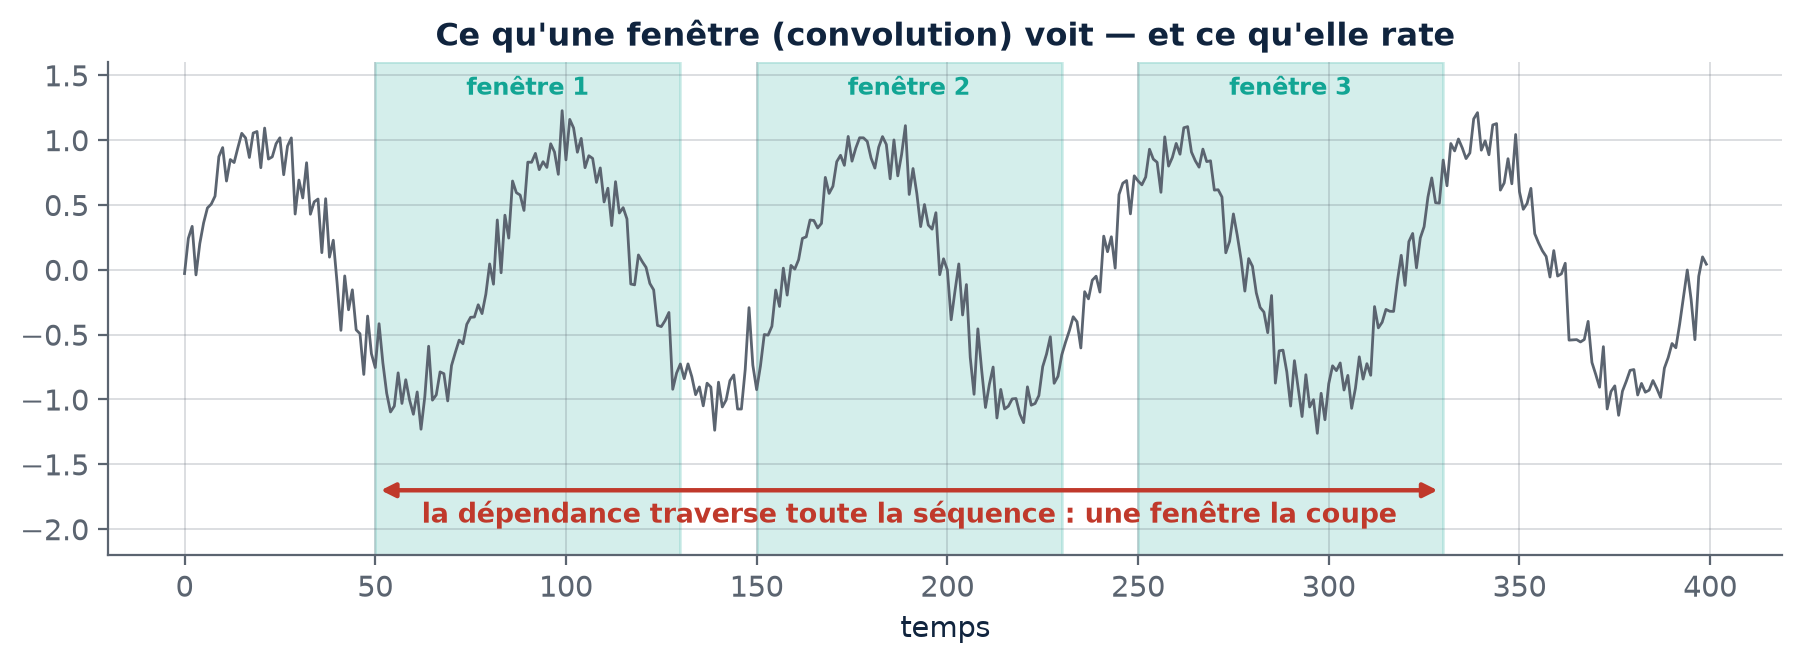 Ce qu'une fenêtre (convolution) voit — et ce qu'elle rate
1.5
1.0
0.5
0.0
−0.5
−1.0
−1.5
−2.0
fenêtre 1
fenêtre 2
fenêtre 3
la dépendance traverse toute la séquence : une fenêtre la coupe
0 50 100 150 200 250 300 350 400
temps